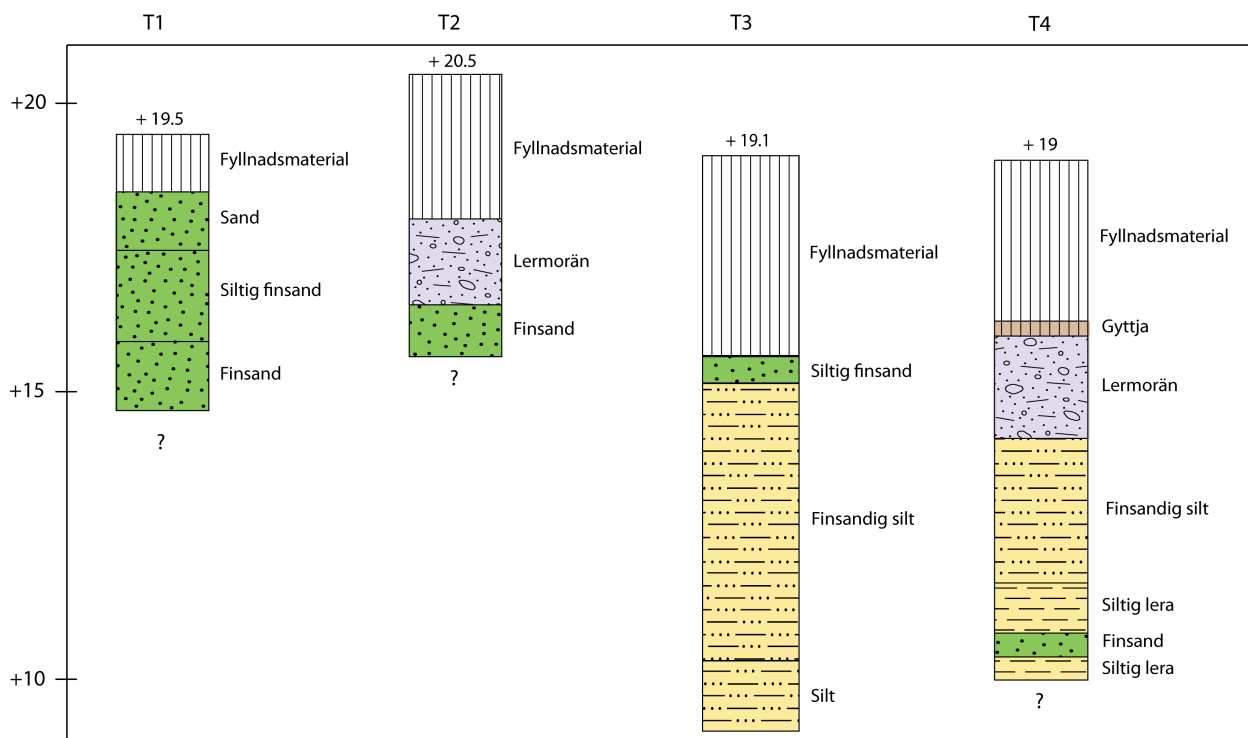 T1
T2
T3
T4
+20
+15
+10
+ 19.5
Fyllnadsmaterial
Sand
Siltig finsand
Finsand
?
+ 20.5
Fyllnadsmaterial
Lermorän
Finsand
?
+ 19.1
Fyllnadsmaterial
Siltig finsand
Finsandig silt
Silt
+ 19
Fyllnadsmaterial
Gyttja
Lermorän
Finsandig silt
Siltig lera
Finsand
Siltig lera
?